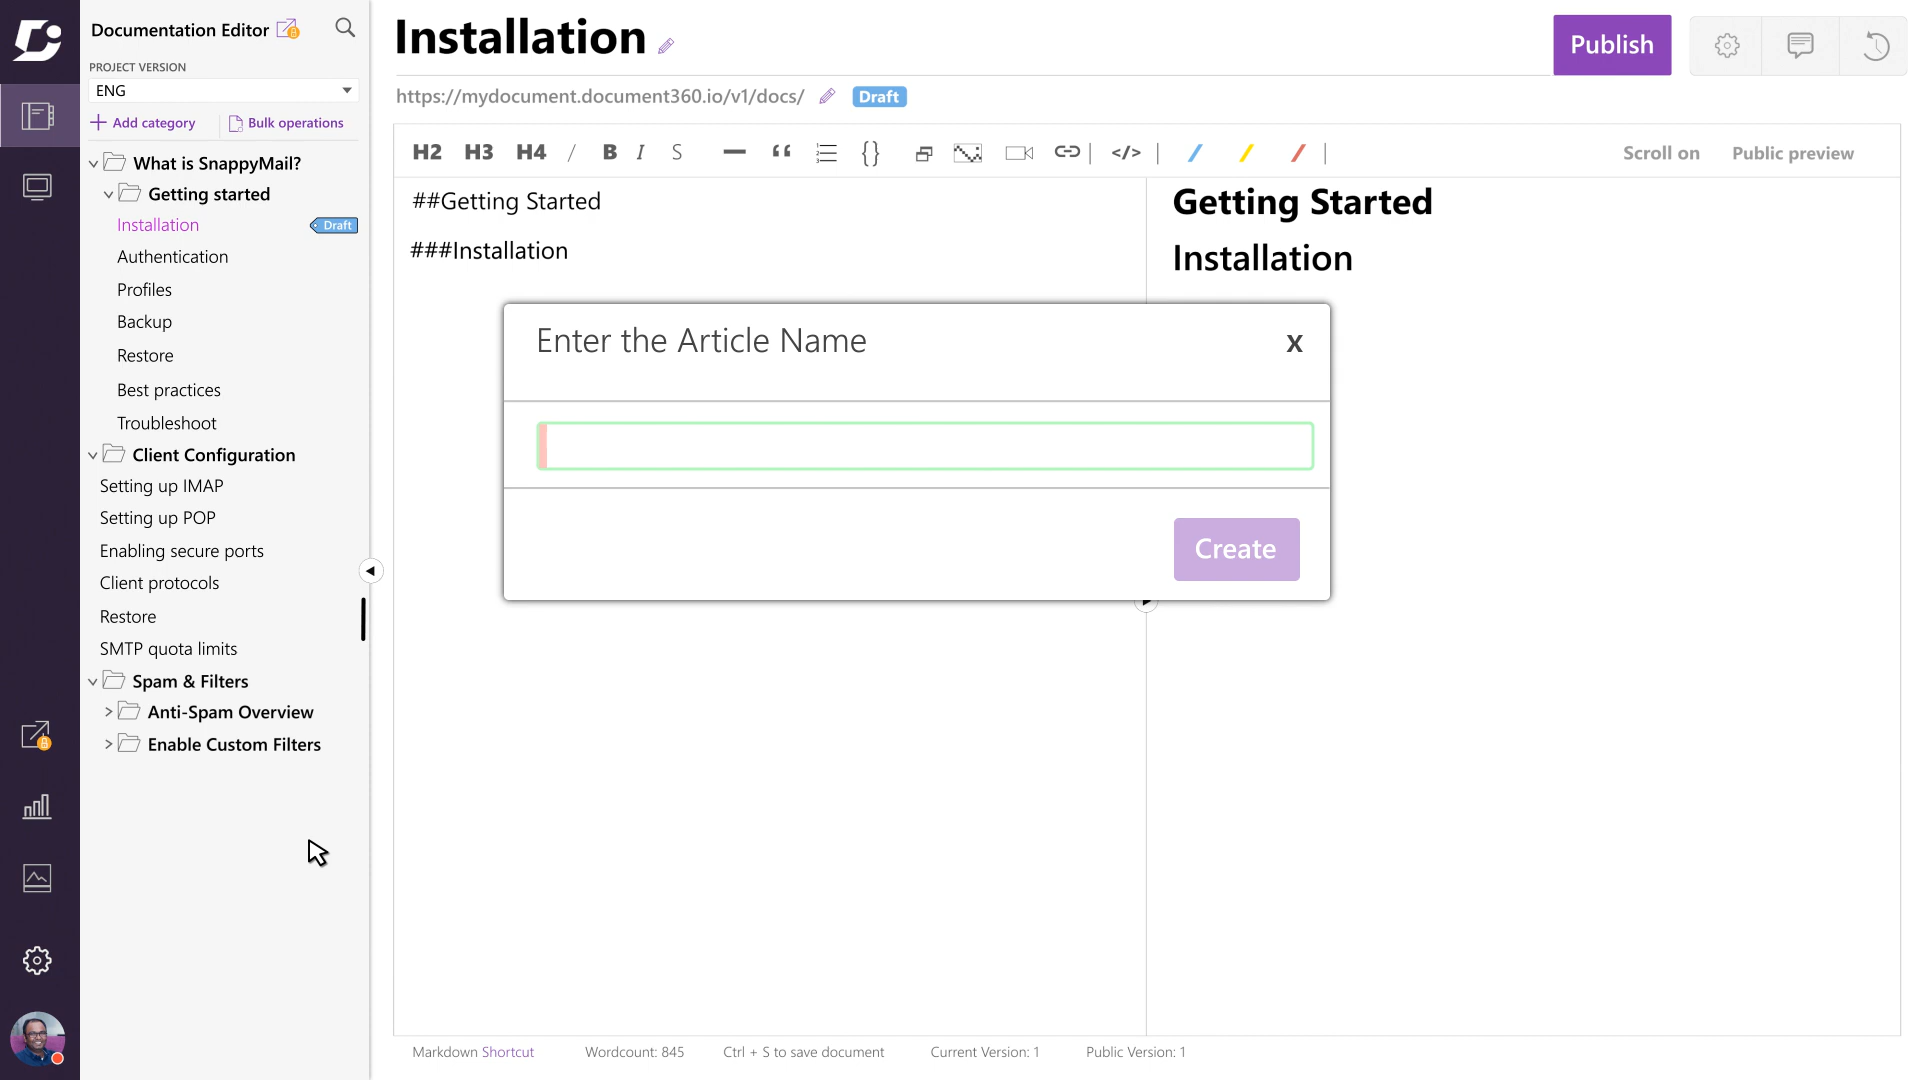 Documentation Editor
PROJECT VERSION
ENG
Add category
Bulk operations
What is SnappyMail?
Getting started
Installation
Draft
Authentication
Profiles
Backup
Restore
Best practices
Troubleshoot
Client Configuration
Setting up IMAP
Setting up POP
Enabling secure ports
Client protocols
Restore
SMTP quota limits
Spam & Filters
Anti-Spam Overview
Enable Custom Filters
Installation
Publish
https://mydocument.document360.io/v1/docs/
Draft
H2 H3 H4 / B I S — “ {} </> | / / / |
Scroll on
Public preview
##Getting Started
###Installation
Getting Started
Installation
Enter the Article Name
X
Create
Markdown Shortcut
Wordcount: 845
Ctrl + S to save document
Current Version: 1
Public Version: 1